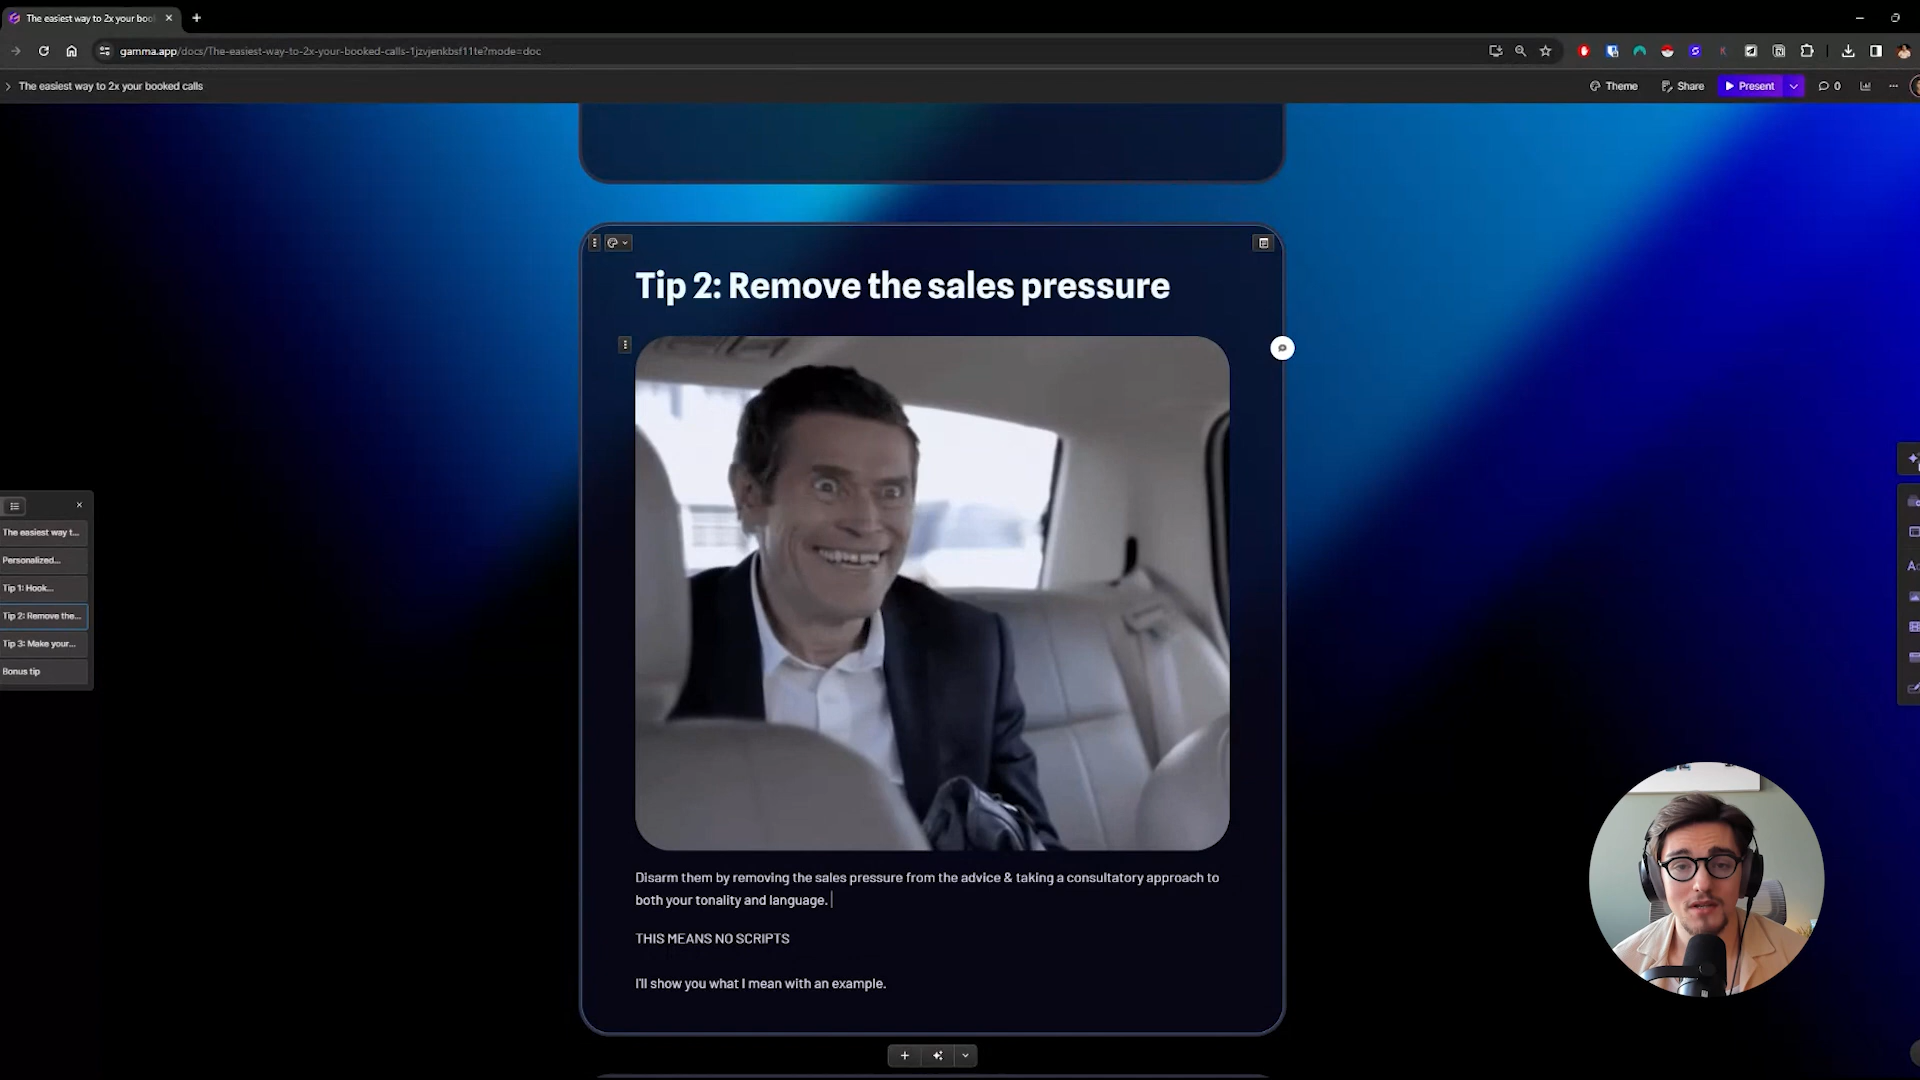 The easiest way to 2x your boo
gamma.app/docs/The-easiest-way-to-2x-your-booked-calls-1jzvjenkbsf11te?mode=doc
The easiest way to 2x your booked calls
Theme
Share
Present
0
Tip 2: Remove the sales pressure
The easiest way t...
Personalized...
Tip 1: Hook...
Tip 2: Remove the...
Tip 3: Make your...
Bonus tip
Disarm them by removing the sales pressure from the advice & taking a consultatory approach to
both your tonality and language.
THIS MEANS NO SCRIPTS
I'll show you what I mean with an example.